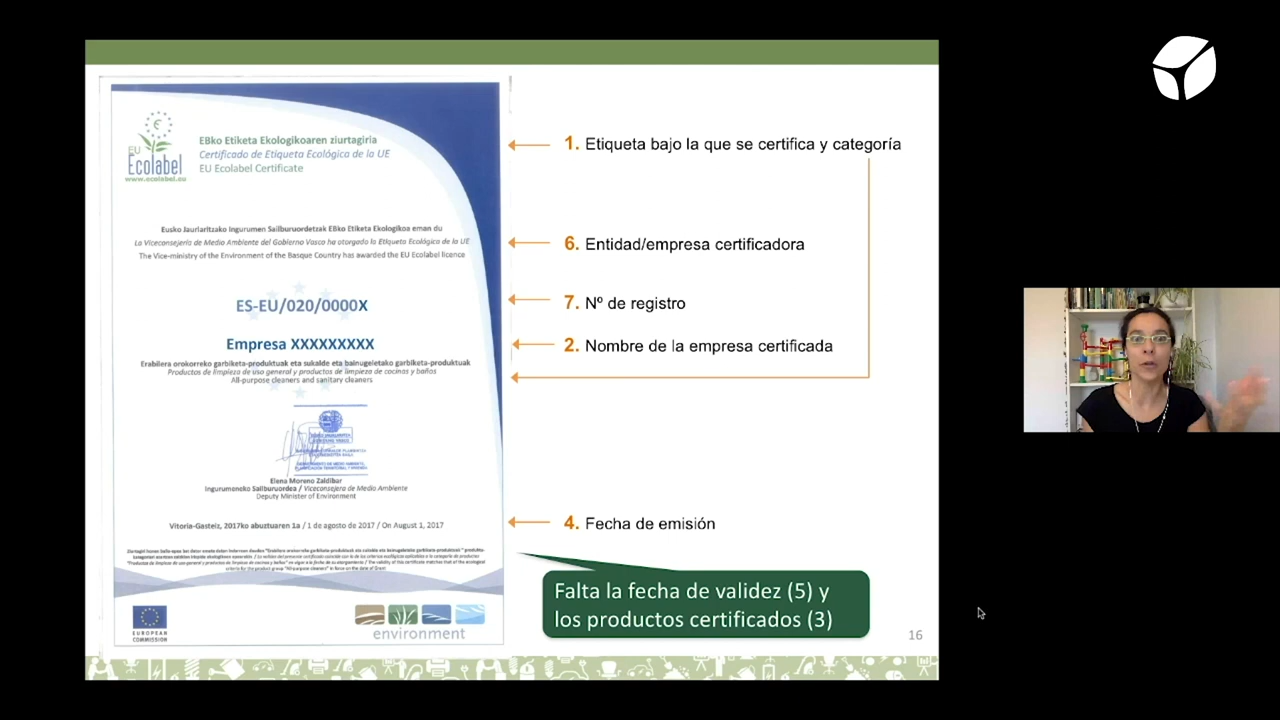 EU
Ecolabel
www.ecolabel.eu
EBko Etiketa Ekologikoaren ziurtagiria
Certificado de Etiqueta Ecológica de la UE
EU Ecolabel Certificate
1. Etiqueta bajo la que se certifica y categoría
Eusko Jaurlaritzako Ingurumen Sailburuordetzak EBko Etiketa Ekologikoa eman du
La Viceconsejería de Medio Ambiente del Gobierno Vasco ha otorgado la Etiqueta Ecológica de la UE
The Vice-ministry of the Environment of the Basque Country has awarded the EU Ecolabel licence
6. Entidad/empresa certificadora
ES-EU/020/0000X
7. Nº de registro
Empresa XXXXXXXXX
2. Nombre de la empresa certificada
Erabilera orokorreko garbiketa-produktuak eta sukalde eta bainugeletako garbiketa-produktuak
Productos de limpieza de uso general y productos de limpieza de cocinas y baños
All-purpose cleaners and sanitary cleaners
Elena Moreno Zaldibar
Ingurumeneko Sailburuordea / Viceconsejera de Medio Ambiente
Deputy Minister of Environment
Vitoria-Gasteiz, 2017ko abuztuaren 1a / 1 de agosto de 2017 / On August 1, 2017
4. Fecha de emisión
Falta la fecha de validez (5) y
los productos certificados (3)
EUROPEAN
COMMISSION
environment
16